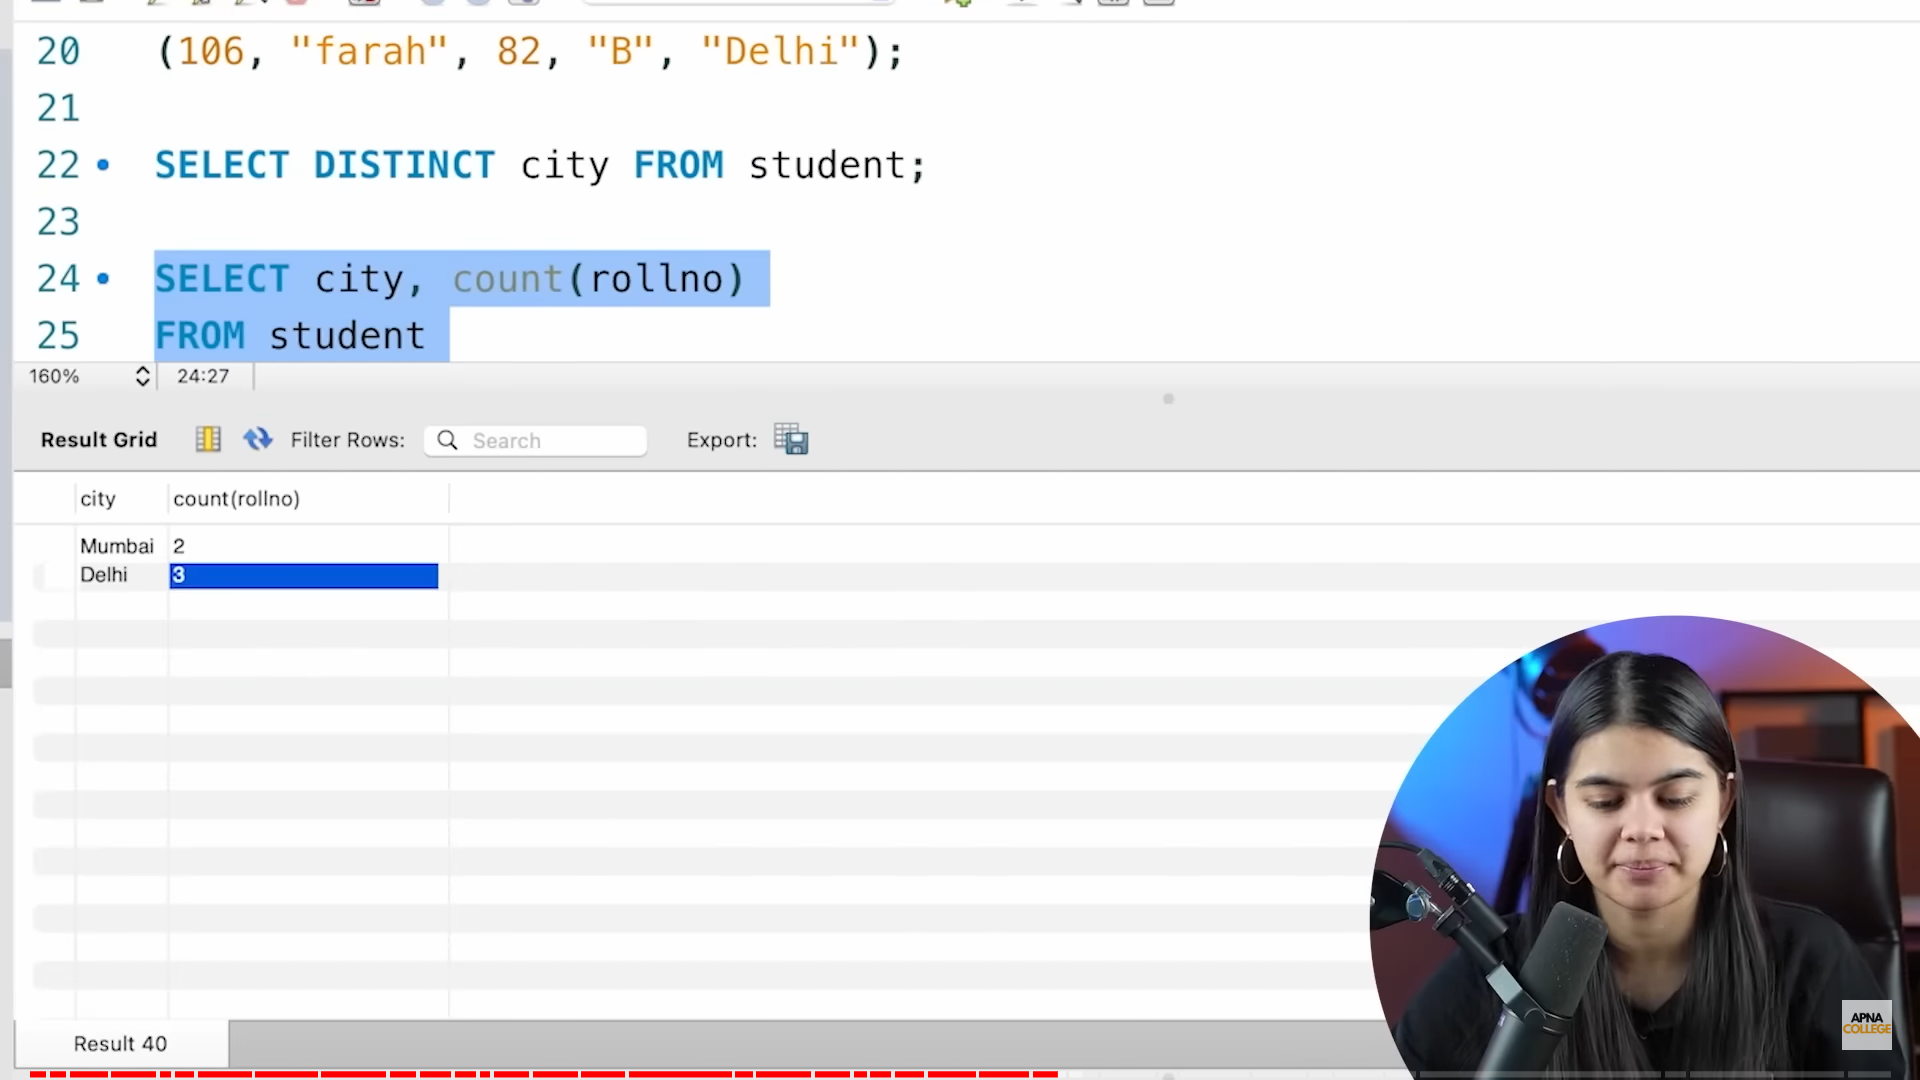 20 (106, "farah", 82, "B", "Delhi");
21
22 SELECT DISTINCT city FROM student;
23
24 SELECT city, count(rollno)
25 FROM student
160% 24:27
Result Grid Filter Rows: Search Export:
city count(rollno)
Mumbai 2
Delhi 3
Result 40
APNA
COLLEGE